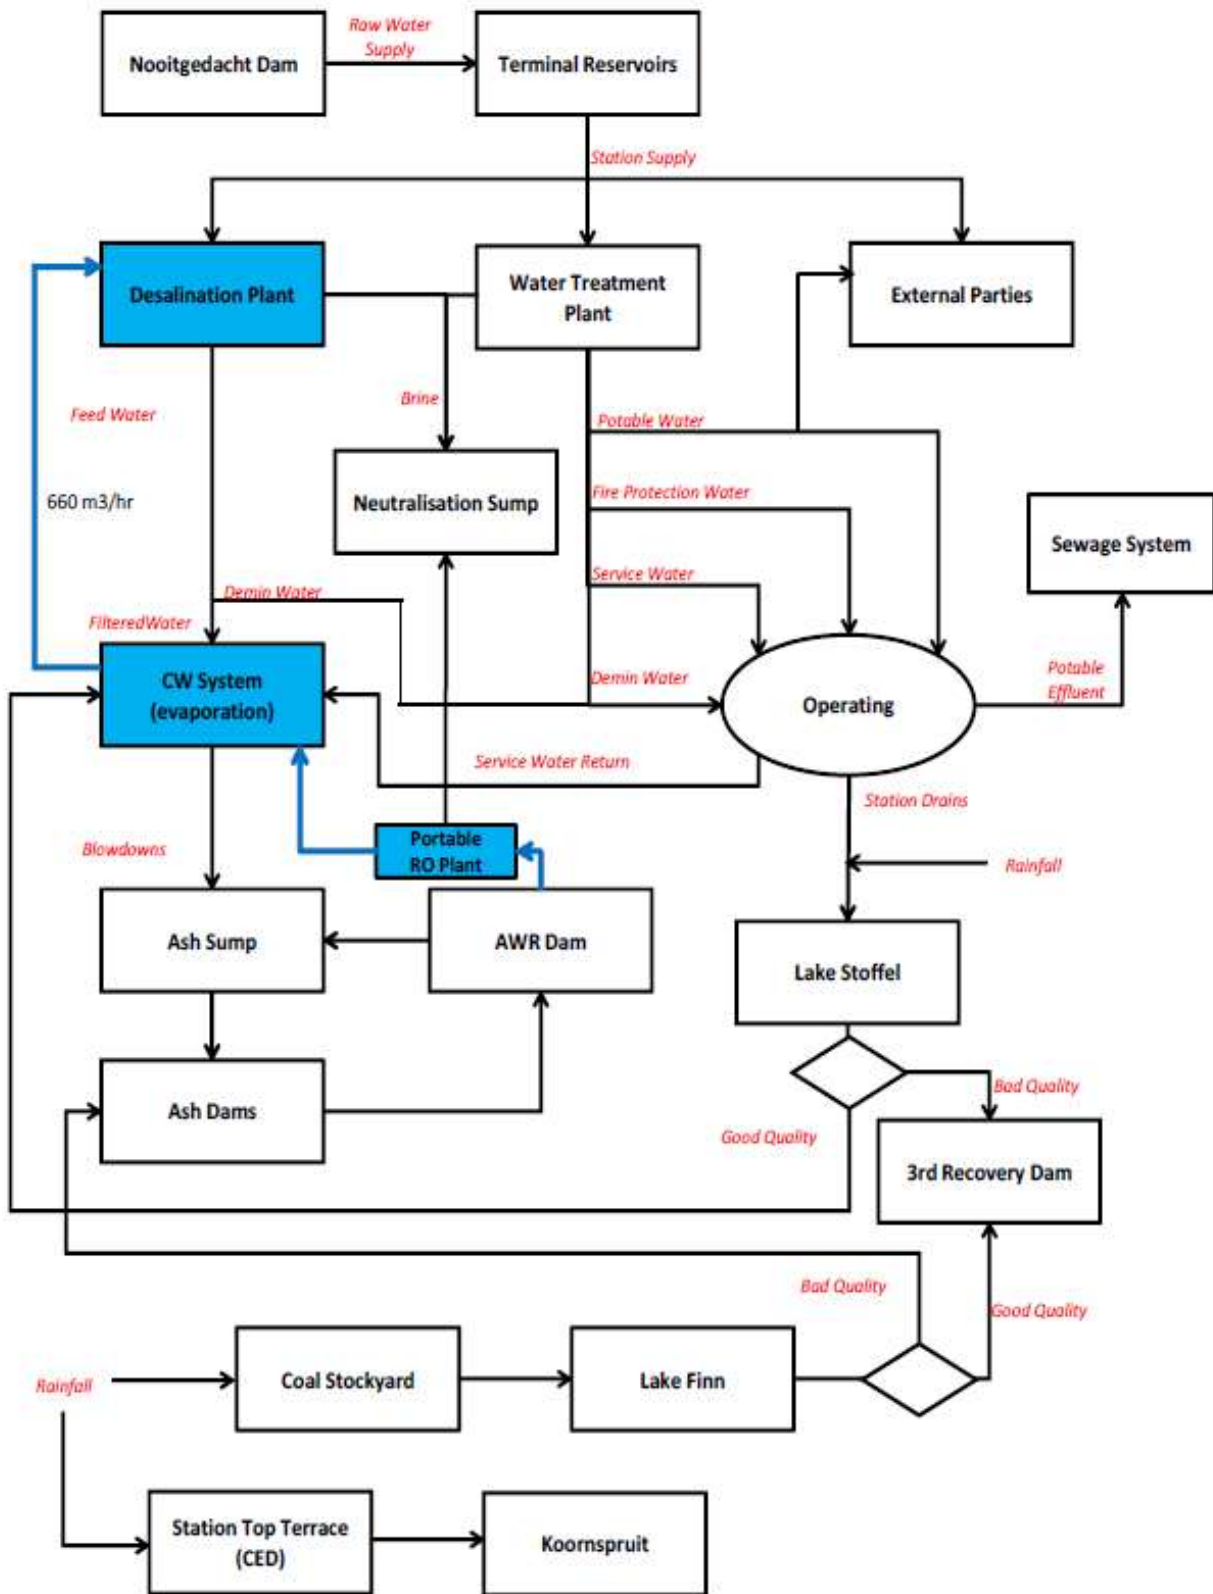 Raw Water
Supply
Nooitgedacht Dam
Terminal Reservoirs
Station Supply
Desalination Plant
Water Treatment
Plant
External Parties
Feed Water
Brine
Potable Water
660 m3/hr
Neutralisation Sump
Fire Protection Water
Sewage System
Service Water
Demin Water
FilteredWater
CW System
(evaporation)
Demin Water
Operating
Potable
Effluent
Service Water Return
Station Drains
Blowdowns
Portable
RO Plant
Rainfall
Ash Sump
AWR Dam
Lake Stoffel
Ash Dams
Bad Quality
Good Quality
3rd Recovery Dam
Bad Quality
Good Quality
Rainfall
Coal Stockyard
Lake Finn
Station Top Terrace
(CED)
Koornspruit